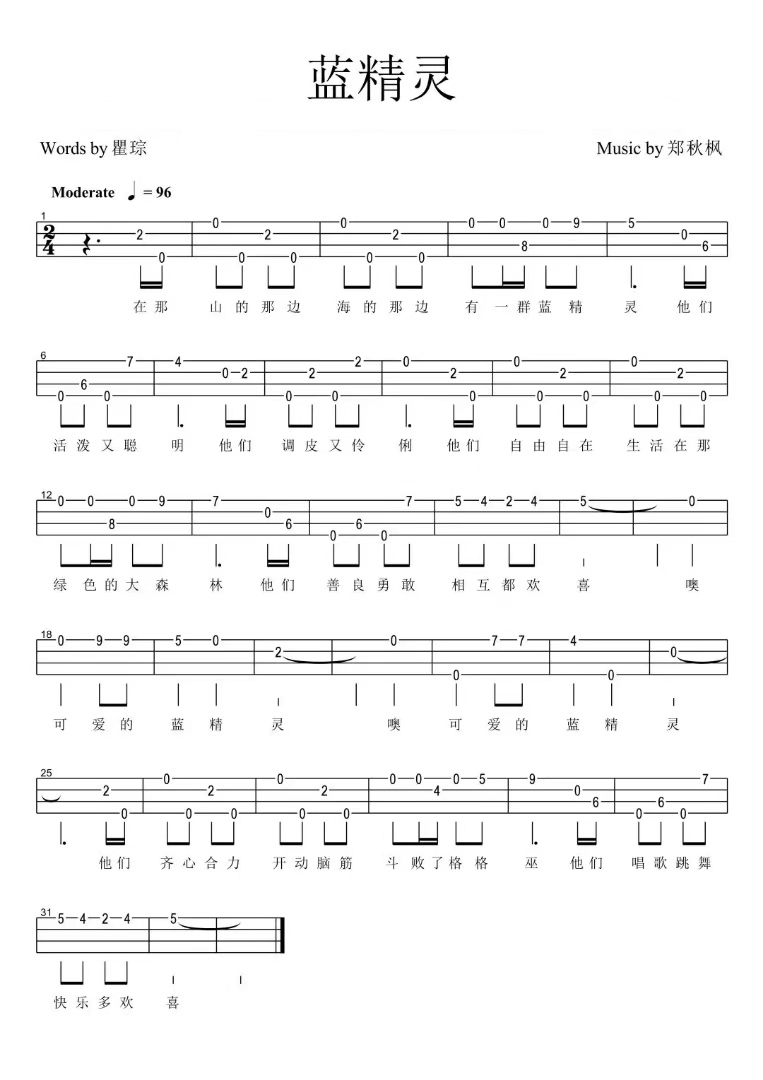 蓝精灵
Words by 瞿琮 Music by 郑秋枫
Moderate ♩ = 96
1
2 4
2 0 0 0 2 0 0 0 2 0 0 0 8 0 9 5 0 6
在那 山的那边 海的那边 有一群蓝精 灵 他们
6
0 6 0 7 4 0 2 0 2 0 2 0 2 0 0 0 2 0 0 0 2 0
活泼又聪 明 他们 调皮又伶 俐 他们 自由自在 生活在那
12
0 0 8 0 9 7 0 6 0 6 0 7 5 4 2 4 5 0
绿色的大森 林 他们 善良勇敢 相互都欢 喜 噢
18
0 9 9 5 0 2 0 0 7 7 4 0 0
可爱的 蓝精 灵 噢 可爱的 蓝精 灵
25
2 0 0 0 2 0 0 0 2 0 0 0 4 0 5 9 0 6 0 6 0 7
他们 齐心合力 开动脑筋 斗败了格格 巫 他们 唱歌跳舞
31
5 4 2 4 5
快乐多欢 喜